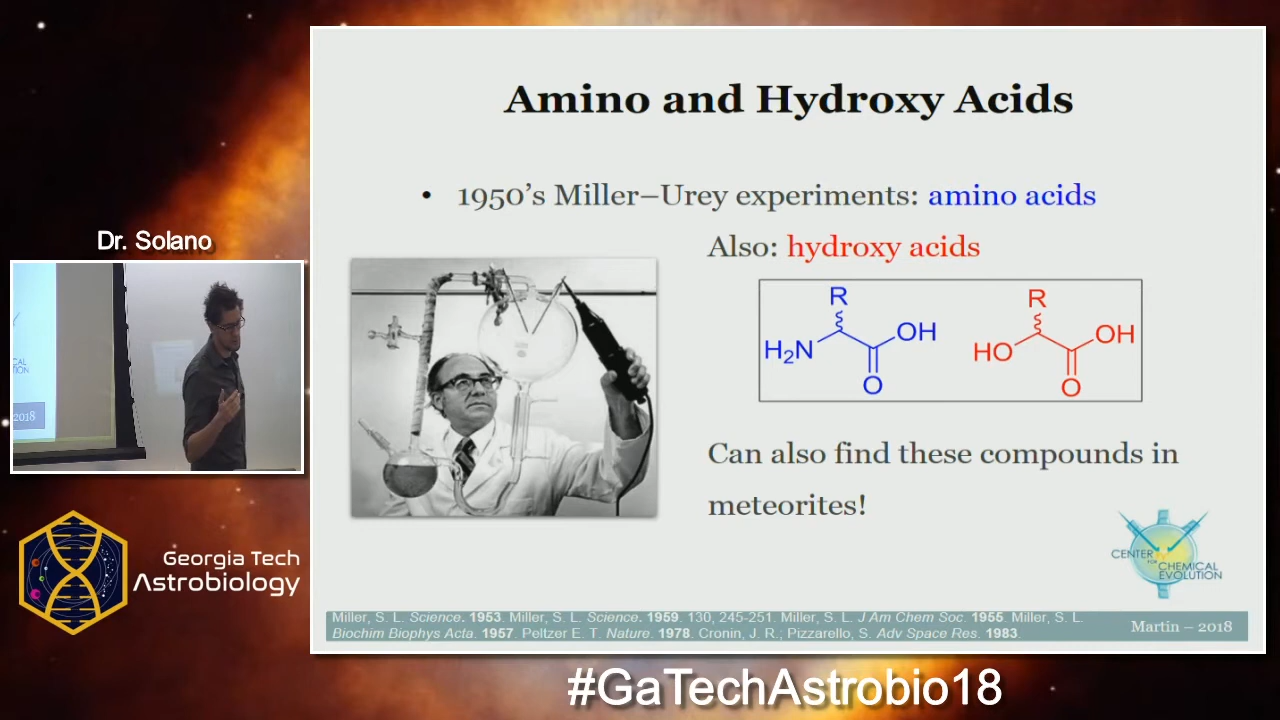 Amino and Hydroxy Acids
• 1950's Miller–Urey experiments: amino acids
Also: hydroxy acids
R
OH
H₂N
O
R
OH
HO
O
Can also find these compounds in
meteorites!
CENTER
FOR
CHEMICAL
EVOLUTION
Miller, S. L. Science. 1953. Miller, S. L. Science. 1959. 130, 245-251. Miller, S. L. J Am Chem Soc. 1955. Miller, S. L.
Biochim Biophys Acta. 1957. Peltzer E. T. Nature. 1978. Cronin, J. R.; Pizzarello, S. Adv Space Res. 1983.
Martin – 2018
Dr. Solano
2018
Georgia Tech
Astrobiology
#GaTechAstrobio18